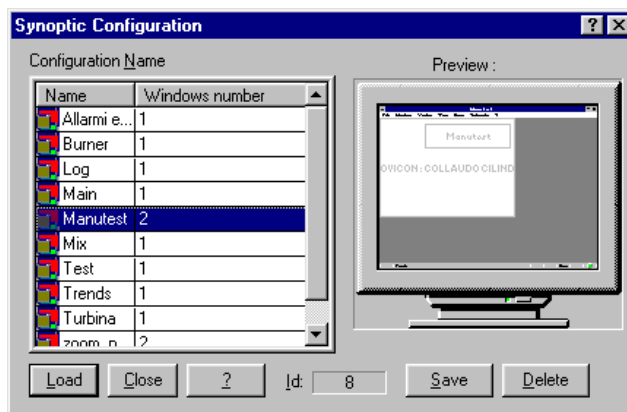 Synoptic Configuration
Configuration Name
Preview :
Name Windows number
Allarmi e... 1
Burner 1
Log 1
Main 1
Manutest 2
Mix 1
Test 1
Trends 1
Turbina 1
zoom_n 2
Manutest
OVICON : COLLAUDO CILIND
Load Close ? Id: 8 Save Delete